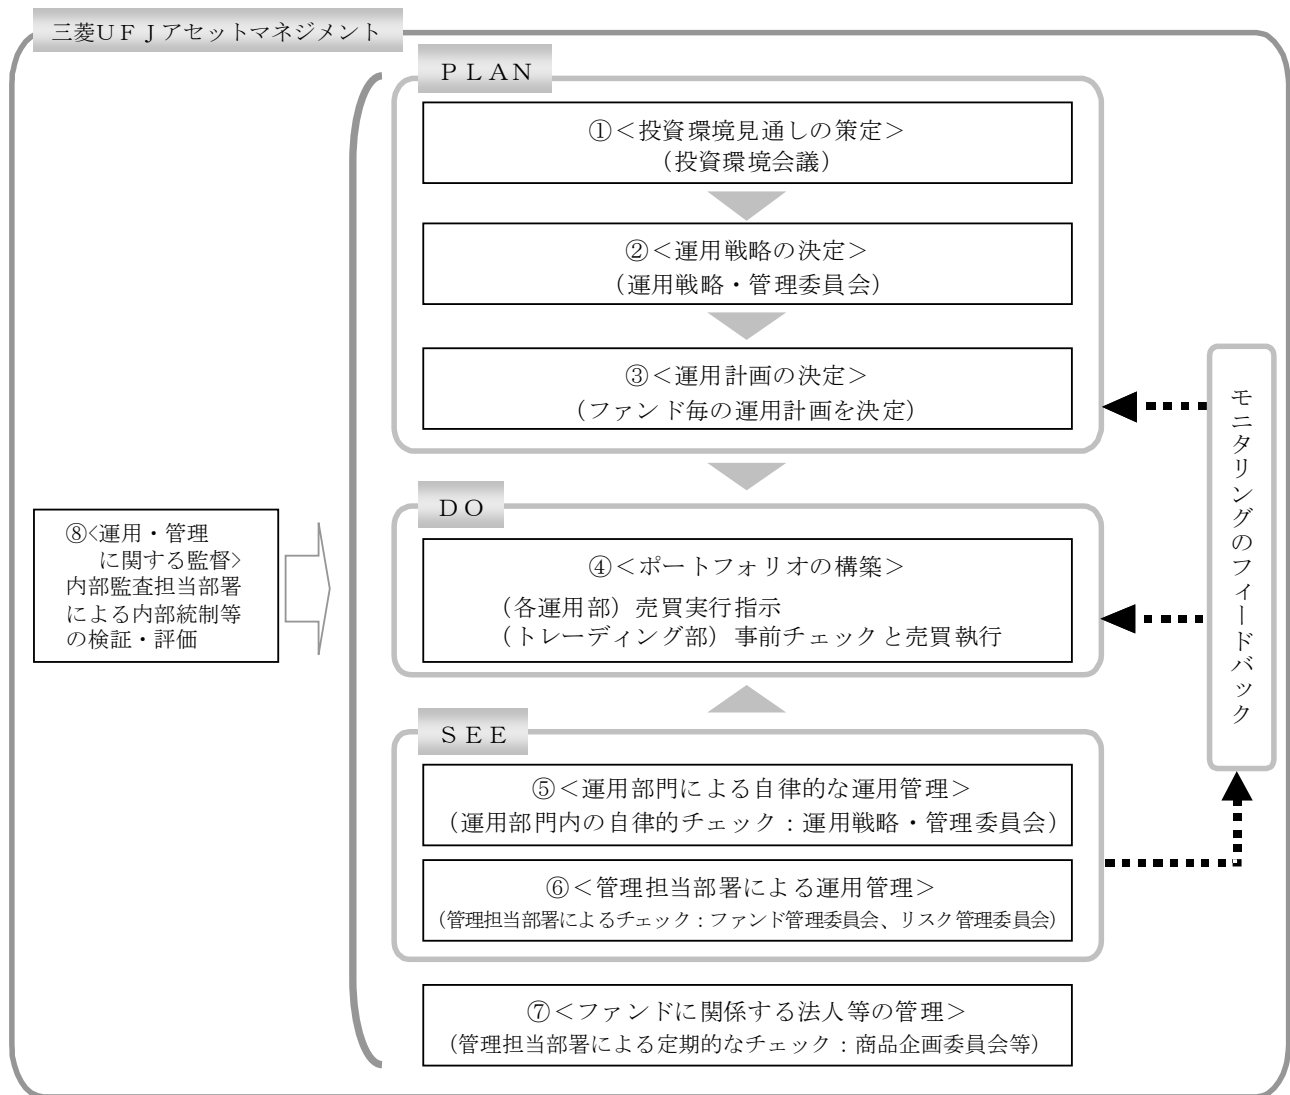 三菱ＵＦＪアセットマネジメント
ＰＬＡＮ
①＜投資環境見通しの策定＞
（投資環境会議）
②＜運用戦略の決定＞
（運用戦略・管理委員会）
③＜運用計画の決定＞
（ファンド毎の運用計画を決定）
ＤＯ
④＜ポートフォリオの構築＞
（各運用部）売買実行指示
（トレーディング部）事前チェックと売買執行
ＳＥＥ
⑤＜運用部門による自律的な運用管理＞
（運用部門内の自律的チェック：運用戦略・管理委員会）
⑥＜管理担当部署による運用管理＞
（管理担当部署によるチェック：ファンド管理委員会、リスク管理委員会）
⑦＜ファンドに関係する法人等の管理＞
（管理担当部署による定期的なチェック：商品企画委員会等）
⑧<運用・管理
に関する監督>
内部監査担当部署
による内部統制等
の検証・評価
モニタリングのフィードバック